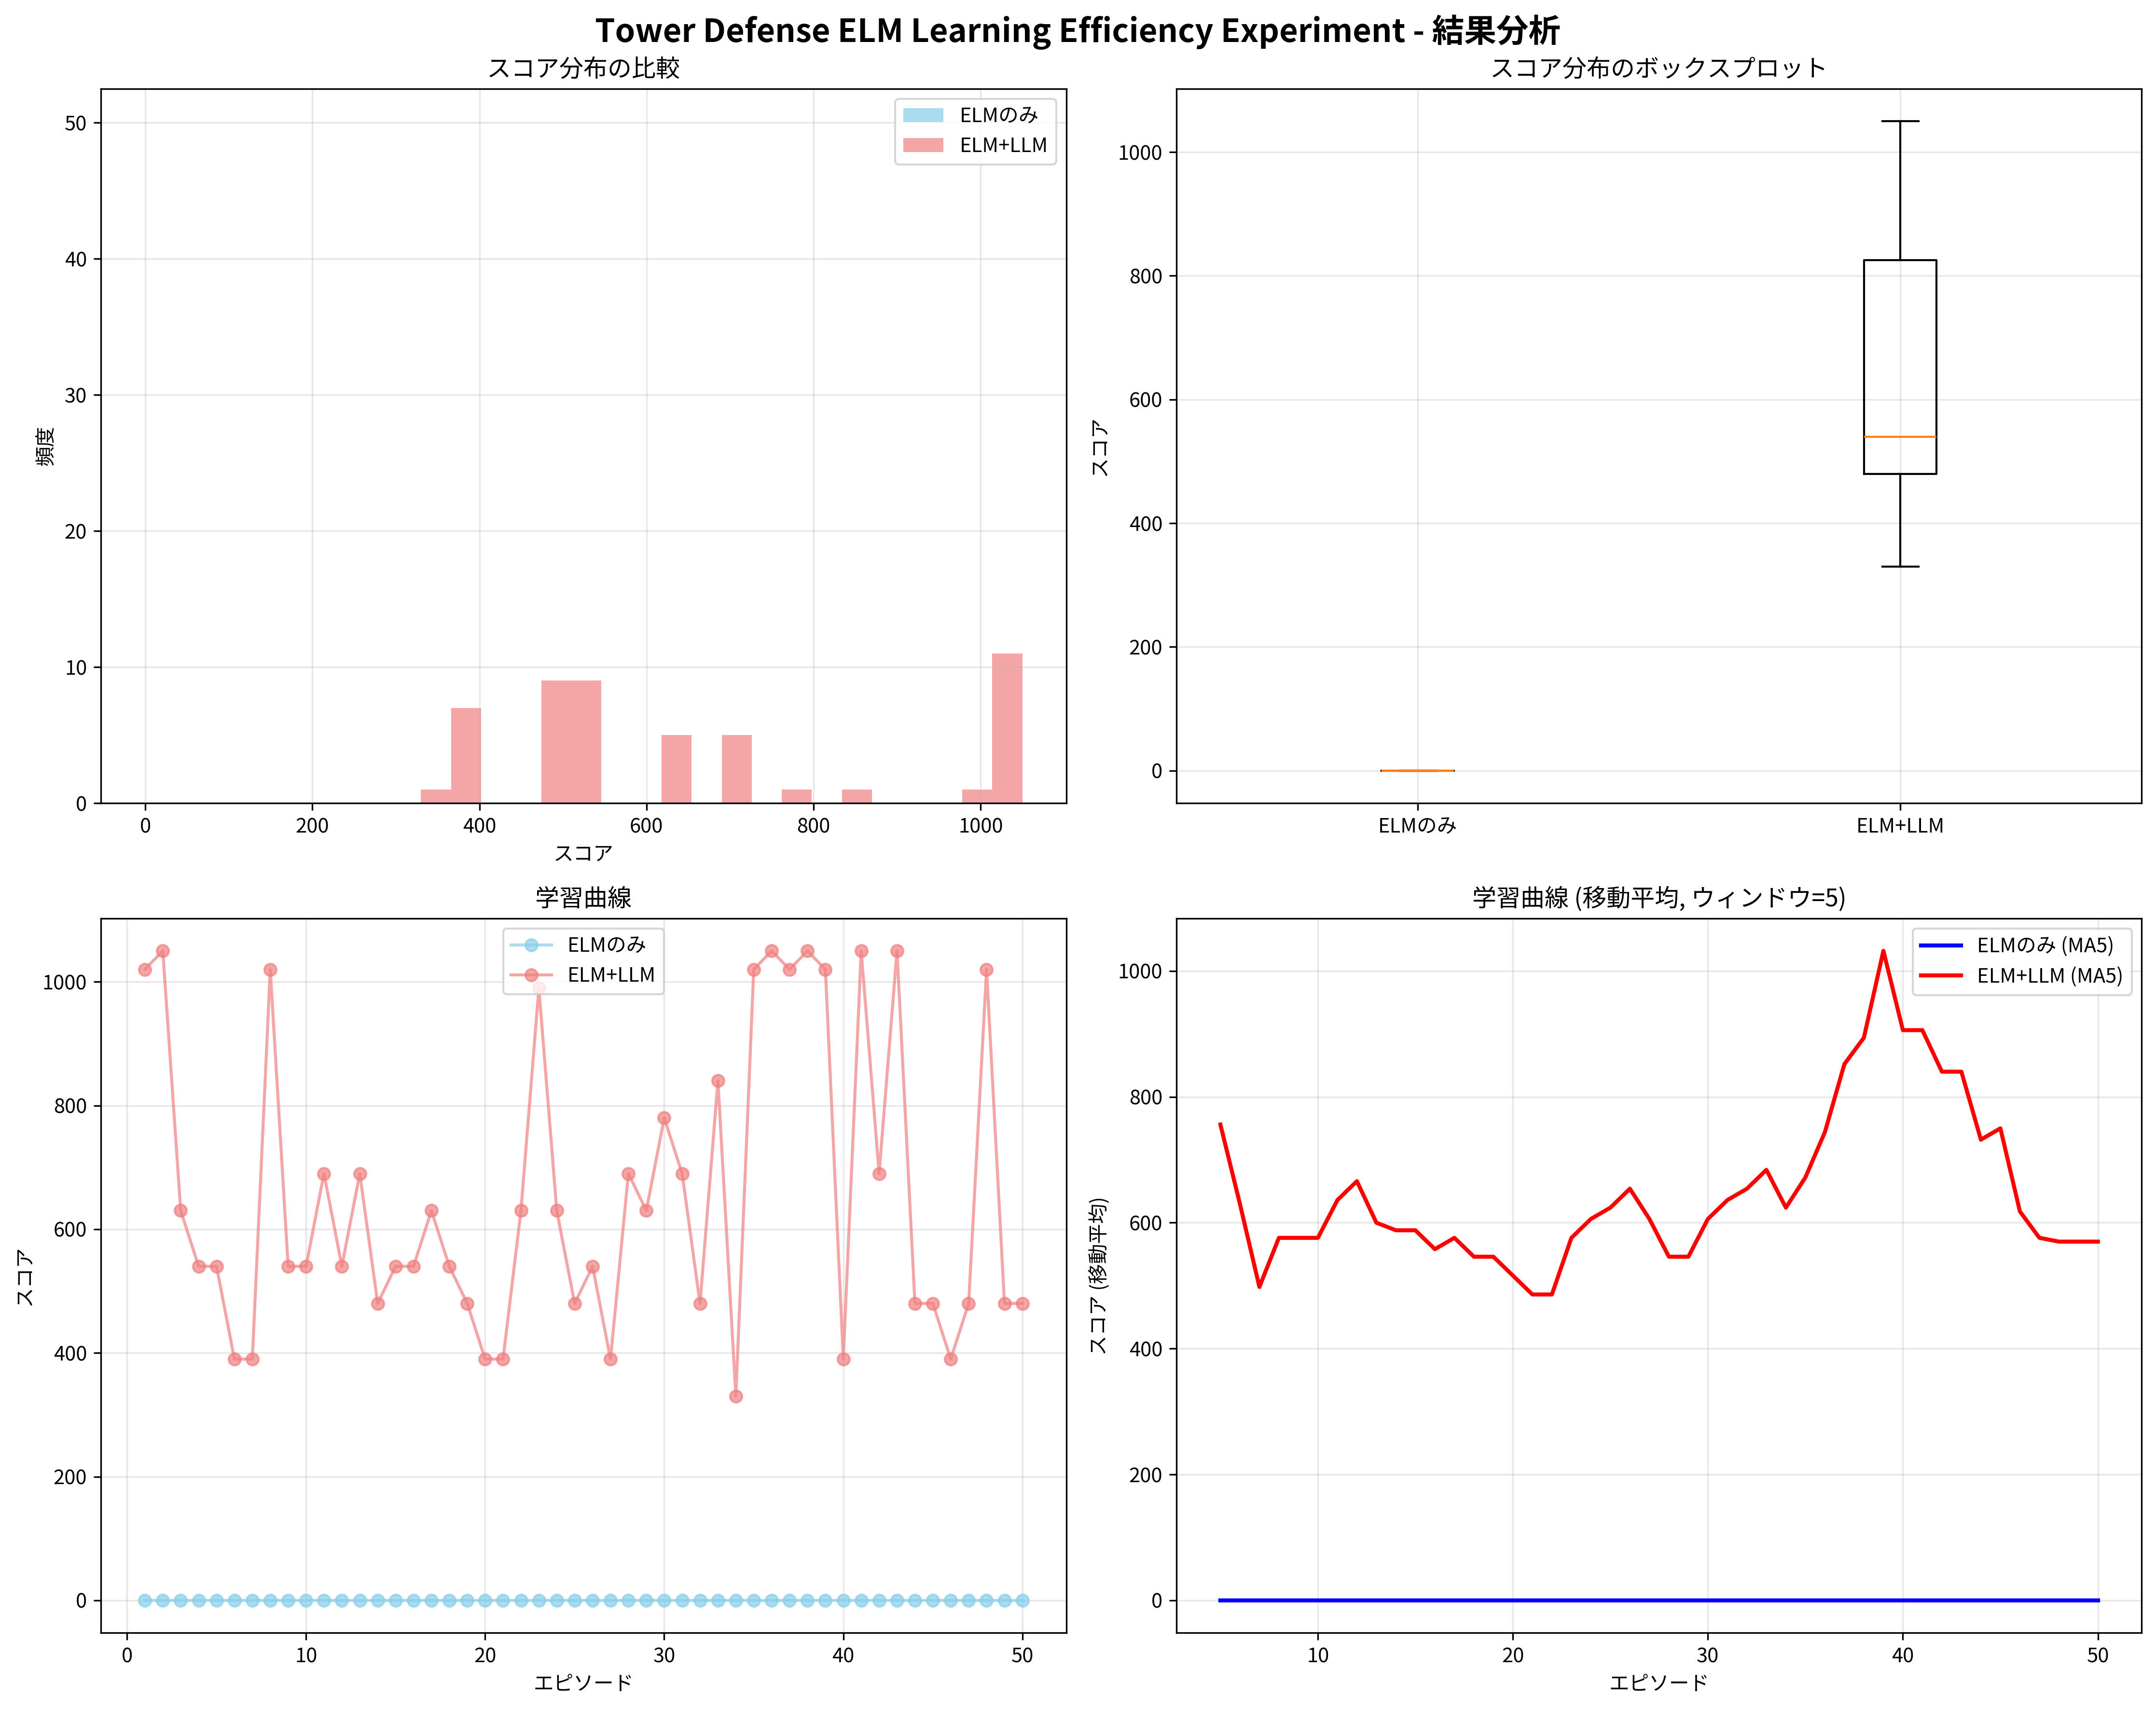 Tower Defense ELM Learning Efficiency Experiment - 結果分析
スコア分布の比較
50
40
30
20
10
0
頻度
ELMのみ
ELM+LLM
0 200 400 600 800 1000
スコア
スコア分布のボックスプロット
1000
800
600
400
200
0
スコア
ELMのみ ELM+LLM
学習曲線
1000
800
600
400
200
0
スコア
ELMのみ
ELM+LLM
0 10 20 30 40 50
エピソード
学習曲線 (移動平均, ウィンドウ=5)
1000
800
600
400
200
0
スコア (移動平均)
ELMのみ (MA5)
ELM+LLM (MA5)
10 20 30 40 50
エピソード